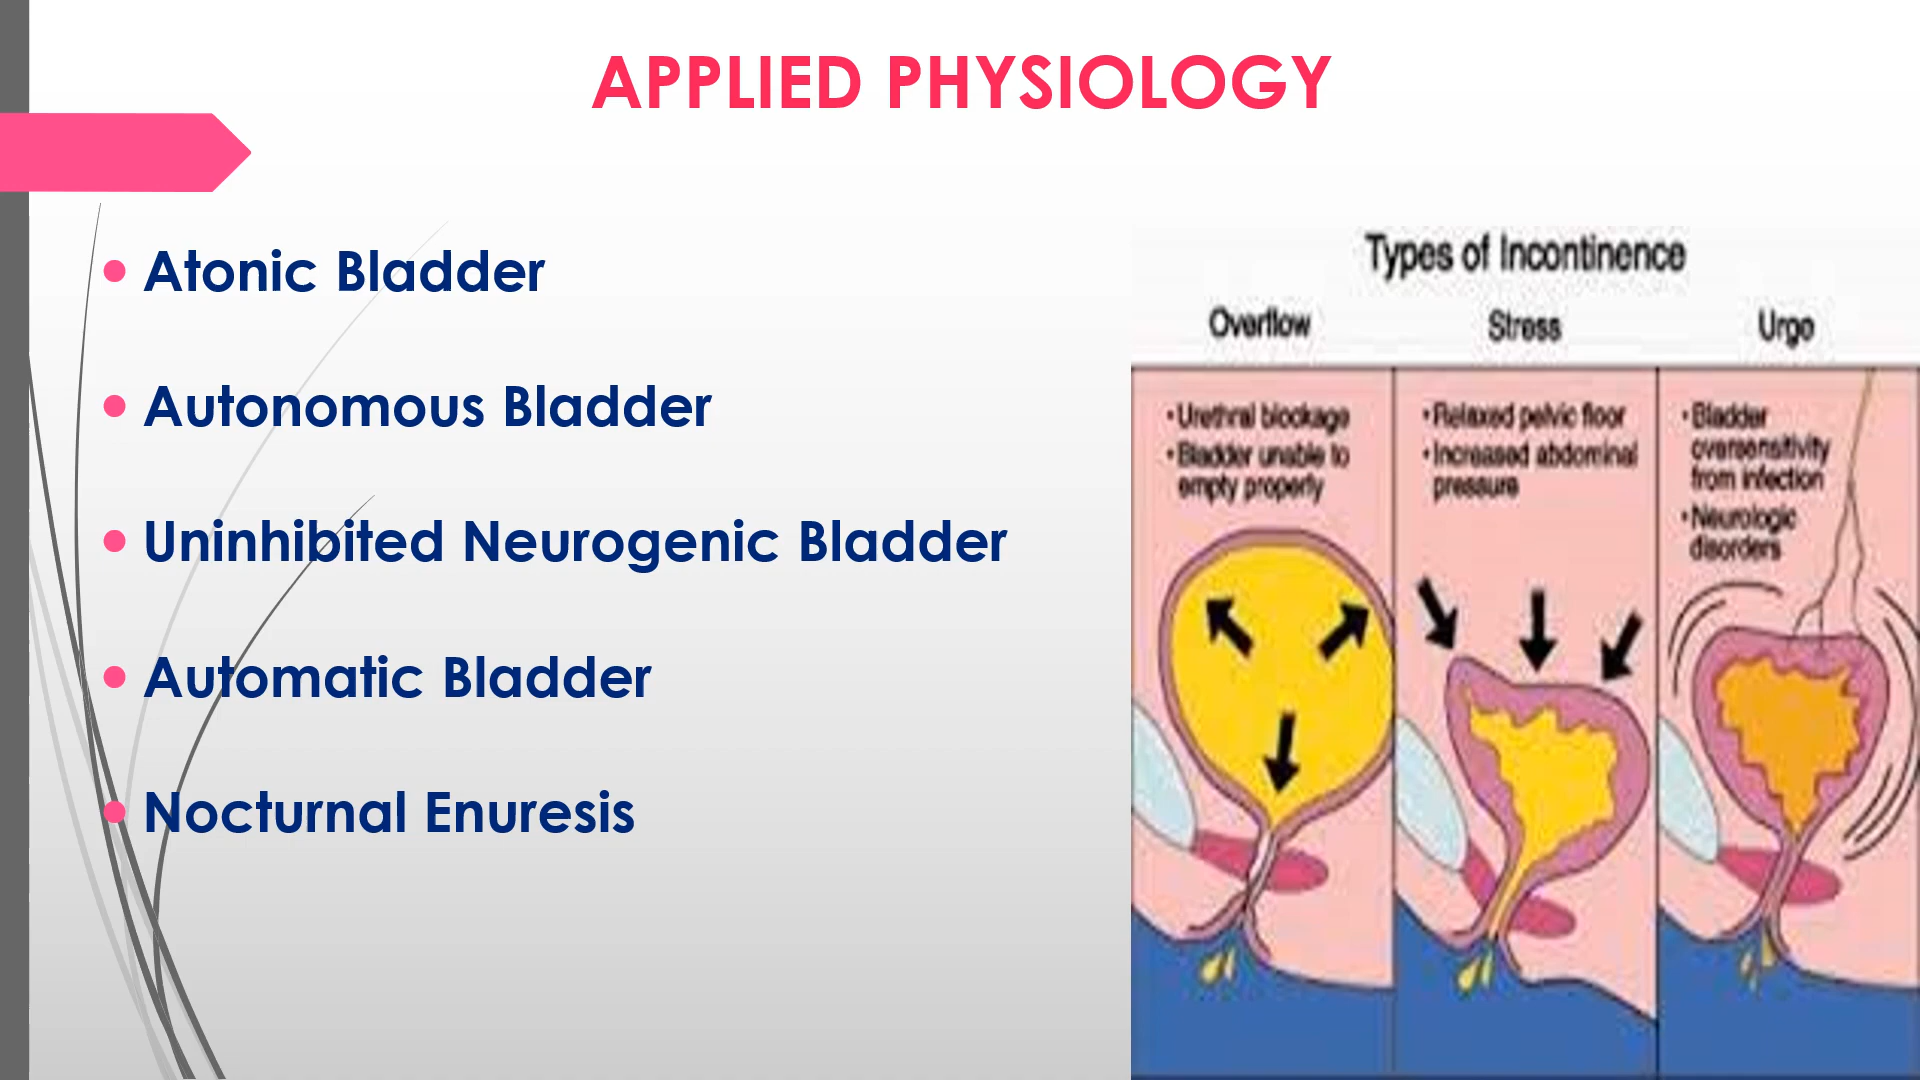 APPLIED PHYSIOLOGY
• Atonic Bladder
• Autonomous Bladder
• Uninhibited Neurogenic Bladder
• Automatic Bladder
• Nocturnal Enuresis
Types of Incontinence
Overflow
Stress
Urge
• Urethral blockage
• Bladder unable to
empty properly
• Relaxed pelvic floor
• Increased abdominal
pressure
• Bladder
oversensitivity
from infection
• Neurologic
disorders